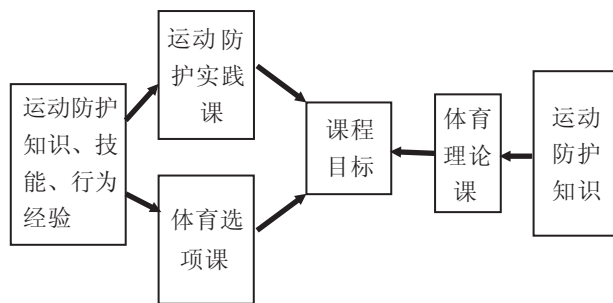 运动防护
知识、技
能、行为
经验
运动防
护实践
课
体育选
项课
课程
目标
体育
理论
课
运动
防护
知识